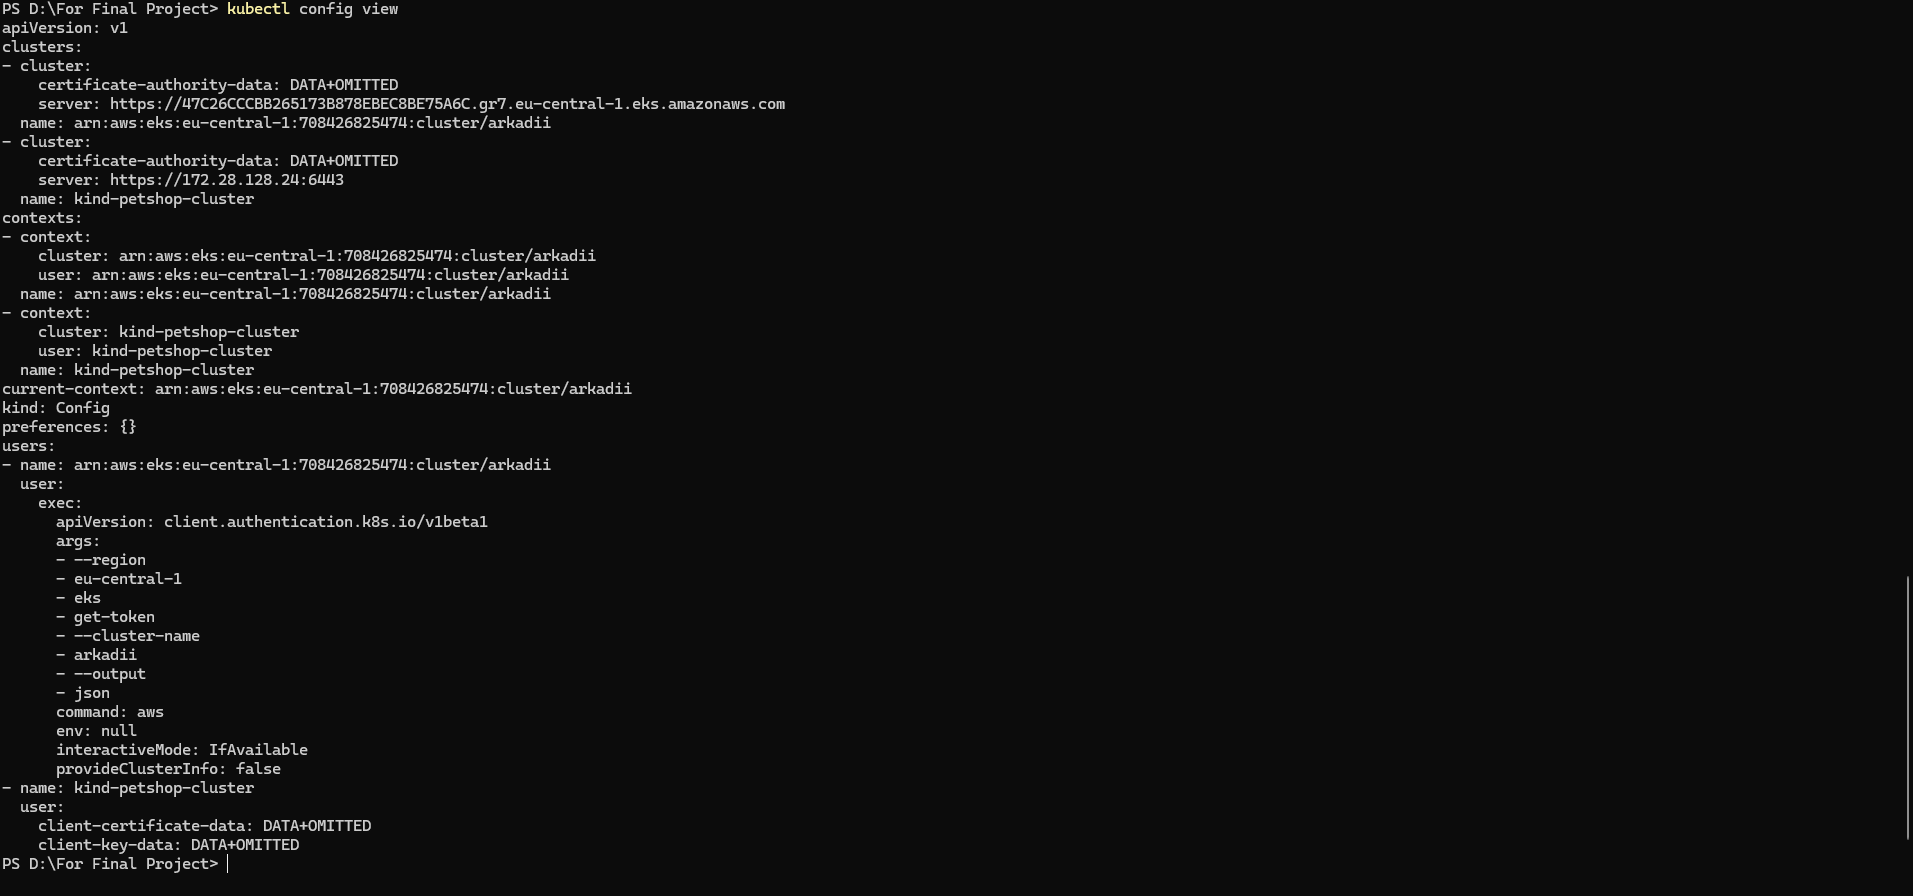 PS D:\For Final Project> kubectl config view
apiVersion: v1
clusters:
- cluster:
    certificate-authority-data: DATA+OMITTED
    server: https://47C26CCCBB265173B878EBEC8BE75A6C.gr7.eu-central-1.eks.amazonaws.com
  name: arn:aws:eks:eu-central-1:708426825474:cluster/arkadii
- cluster:
    certificate-authority-data: DATA+OMITTED
    server: https://172.28.128.24:6443
  name: kind-petshop-cluster
contexts:
- context:
    cluster: arn:aws:eks:eu-central-1:708426825474:cluster/arkadii
    user: arn:aws:eks:eu-central-1:708426825474:cluster/arkadii
  name: arn:aws:eks:eu-central-1:708426825474:cluster/arkadii
- context:
    cluster: kind-petshop-cluster
    user: kind-petshop-cluster
  name: kind-petshop-cluster
current-context: arn:aws:eks:eu-central-1:708426825474:cluster/arkadii
kind: Config
preferences: {}
users:
- name: arn:aws:eks:eu-central-1:708426825474:cluster/arkadii
  user:
    exec:
      apiVersion: client.authentication.k8s.io/v1beta1
      args:
      - --region
      - eu-central-1
      - eks
      - get-token
      - --cluster-name
      - arkadii
      - --output
      - json
      command: aws
      env: null
      interactiveMode: IfAvailable
      provideClusterInfo: false
- name: kind-petshop-cluster
  user:
    client-certificate-data: DATA+OMITTED
    client-key-data: DATA+OMITTED
PS D:\For Final Project>